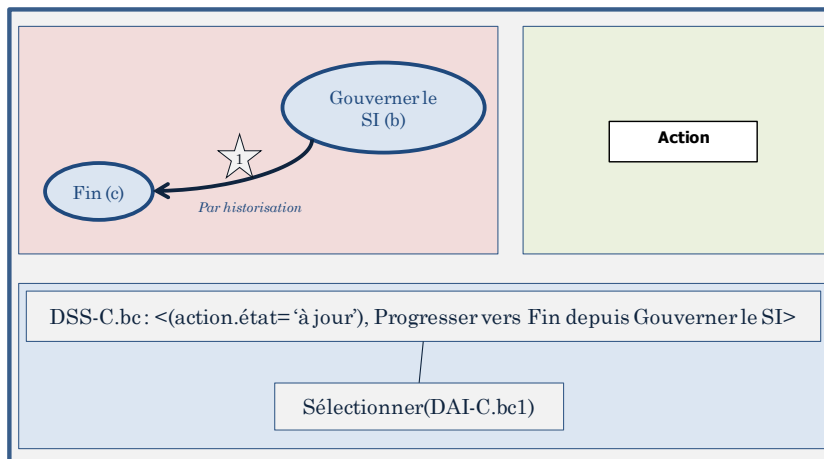 Gouverner le
SI (b)
1
Fin (c)
Par historisation
Action
DSS-C.bc : <(action.état= ‘à jour’), Progresser vers Fin depuis Gouverner le SI>
Sélectionner(DAI-C.bc1)